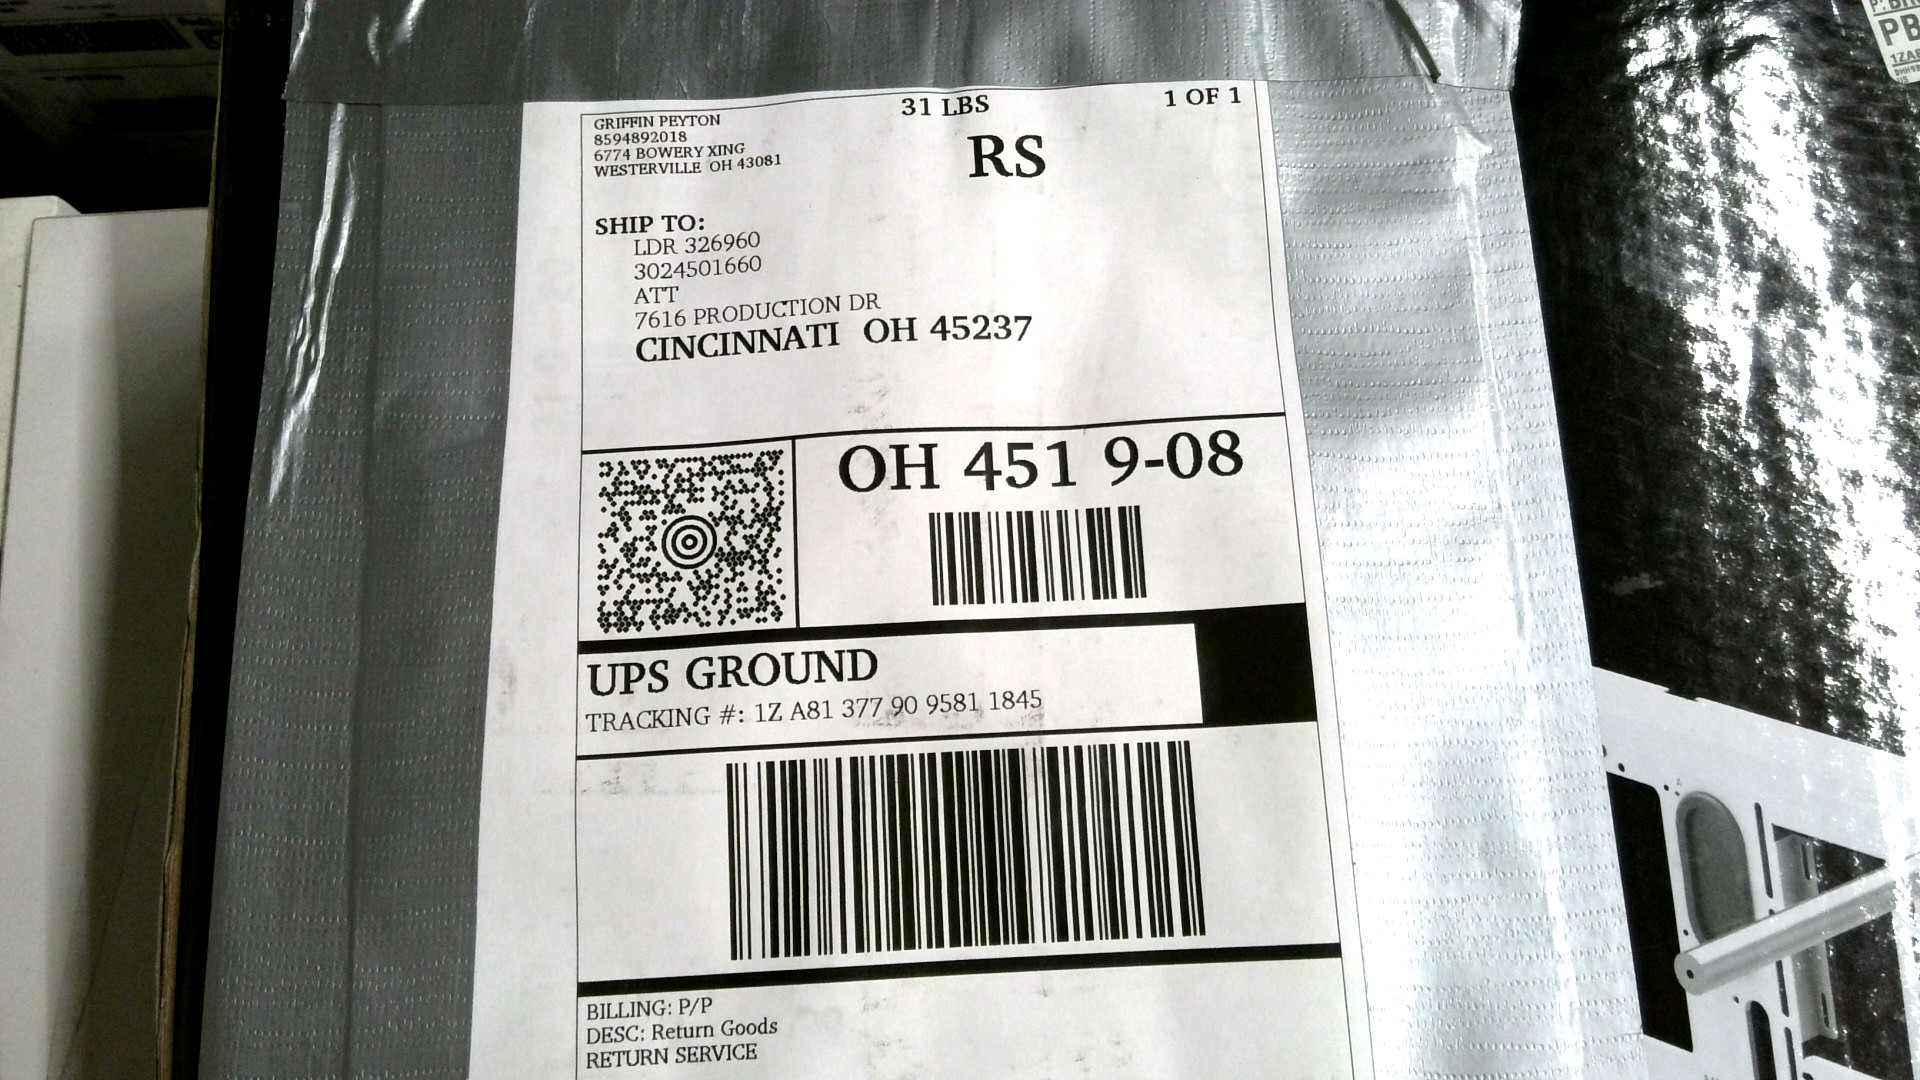 GRIFFIN PEYTON
8594892018
6774 BOWERY XING
WESTERVILLE OH 43081
31 LBS
1 OF 1
RS
SHIP TO:
LDR 326960
3024501660
ATT
7616 PRODUCTION DR
CINCINNATI OH 45237
OH 451 9-08
UPS GROUND
TRACKING #: 1Z A81 377 90 9581 1845
BILLING: P/P
DESC: Return Goods
RETURN SERVICE
PB